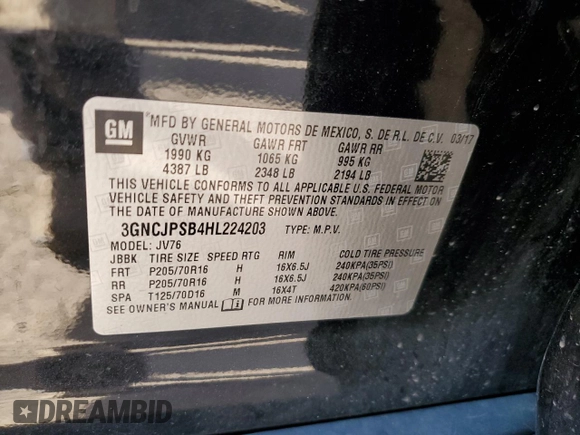 GM
MFD BY GENERAL MOTORS DE MEXICO, S. DE R.L. DE C.V. 03/17
GVWR GAWR FRT GAWR RR
1990 KG 1065 KG 995 KG
4387 LB 2348 LB 2194 LB
THIS VEHICLE CONFORMS TO ALL APPLICABLE U.S. FEDERAL MOTOR
VEHICLE SAFETY AND THEFT PREVENTION STANDARDS IN EFFECT
ON THE DATE OF MANUFACTURE SHOWN ABOVE.
3GNCJPSB4HL224203 TYPE: M.P.V.
MODEL: JV76
JBBK TIRE SIZE SPEED RTG RIM COLD TIRE PRESSURE
FRT P205/70R16 H 16X6.5J 240KPA(35PSI)
RR P205/70R16 H 16X6.5J 240KPA(35PSI)
SPA T125/70D16 M 16X4T 420KPA(60PSI)
SEE OWNER'S MANUAL FOR MORE INFORMATION.
DREAMBID